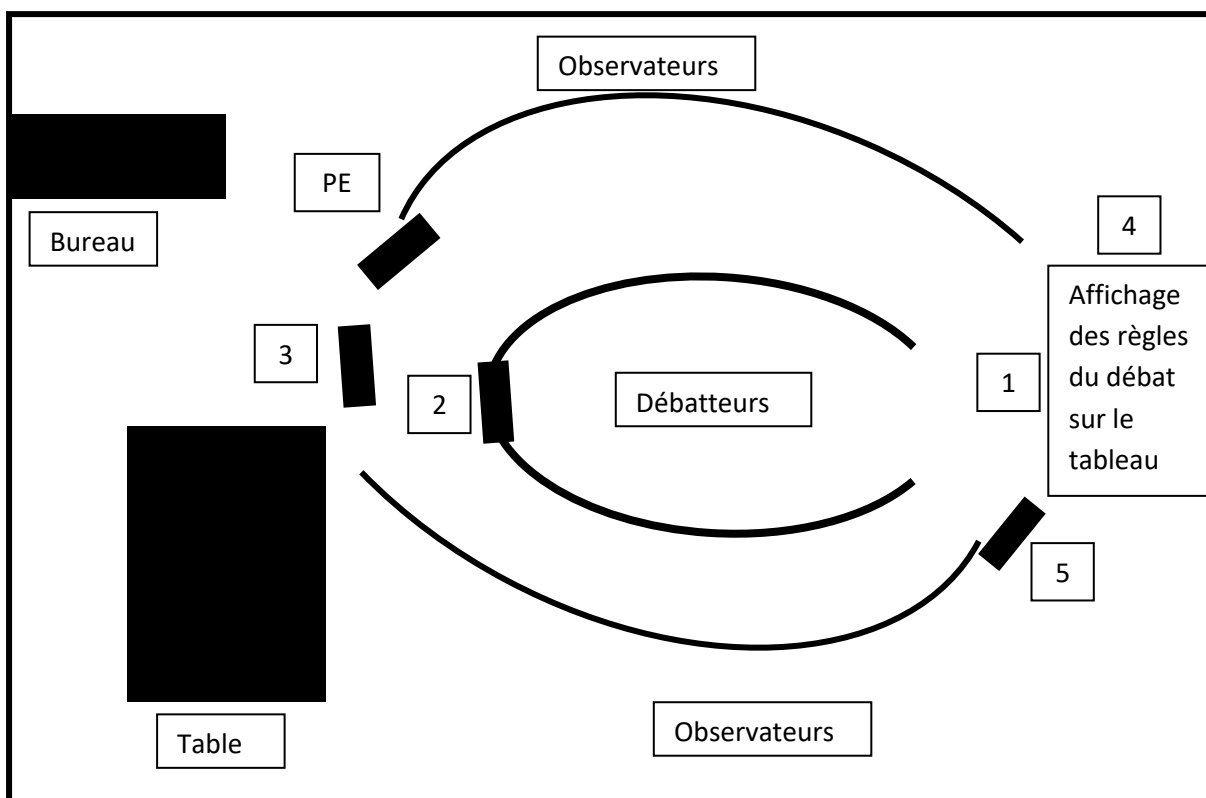 Observateurs
PE
Bureau
4
Affichage
des règles
du débat
sur le
tableau
3
2
Débatteurs
1
5
Table
Observateurs